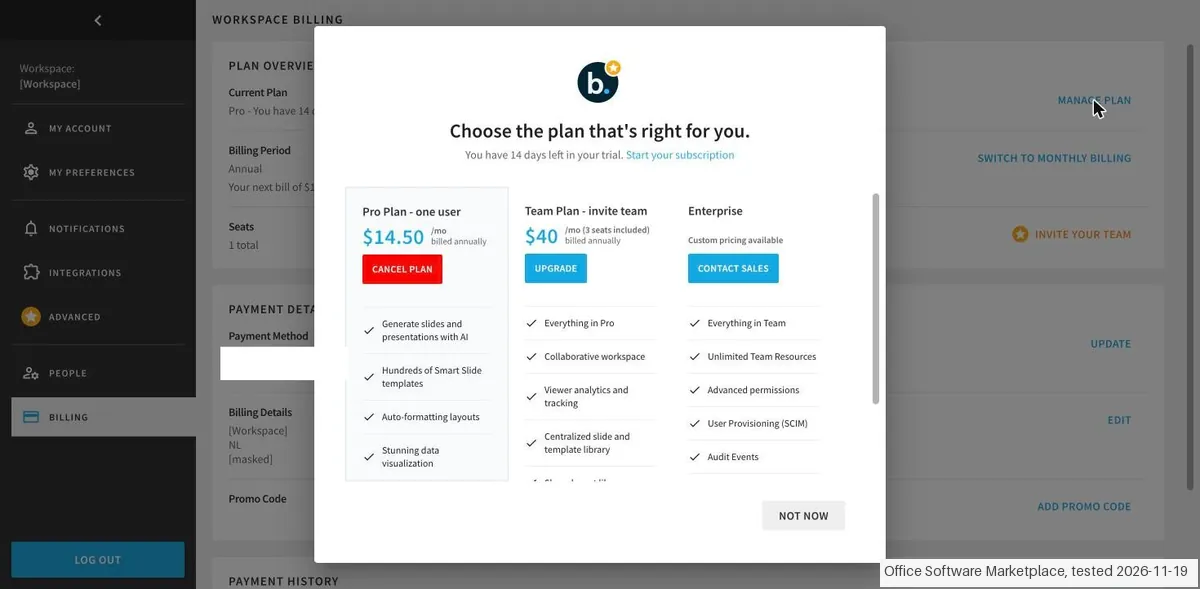 WORKSPACE BILLING
Workspace:
[Workspace]
MY ACCOUNT
MY PREFERENCES
NOTIFICATIONS
INTEGRATIONS
ADVANCED
PEOPLE
BILLING
LOG OUT
PLAN OVERVIE
Current Plan
Pro - You have 14 d
MANAGE PLAN
Billing Period
Annual
Your next bill of $1
SWITCH TO MONTHLY BILLING
Seats
1 total
INVITE YOUR TEAM
PAYMENT DETA
Payment Method
UPDATE
Billing Details
[Workspace]
NL
[masked]
EDIT
Promo Code
ADD PROMO CODE
PAYMENT HISTORY
b.
Choose the plan that's right for you.
You have 14 days left in your trial. Start your subscription
Pro Plan - one user
$14.50 /mo
billed annually
CANCEL PLAN
Generate slides and
presentations with AI
Hundreds of Smart Slide
templates
Auto-formatting layouts
Stunning data
visualization
Team Plan - invite team
$40 /mo (3 seats included)
billed annually
UPGRADE
Everything in Pro
Collaborative workspace
Viewer analytics and
tracking
Centralized slide and
template library
Enterprise
Custom pricing available
CONTACT SALES
Everything in Team
Unlimited Team Resources
Advanced permissions
User Provisioning (SCIM)
Audit Events
NOT NOW
Office Software Marketplace, tested 2026-11-19